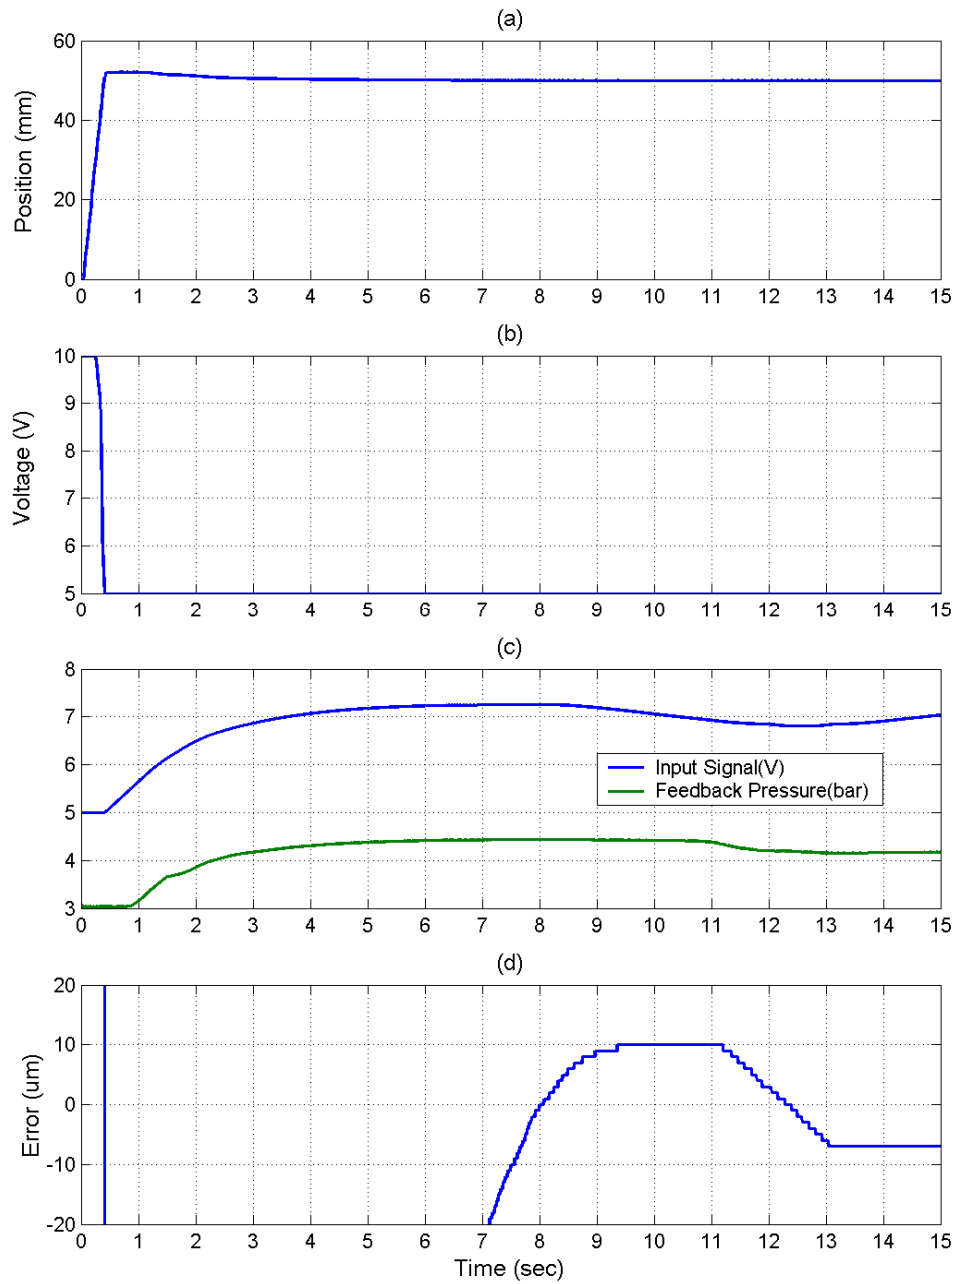 (a)
60
40
20
0
Position (mm)
0 1 2 3 4 5 6 7 8 9 10 11 12 13 14 15
(b)
10
9
8
7
6
5
Voltage (V)
0 1 2 3 4 5 6 7 8 9 10 11 12 13 14 15
(c)
8
7
6
5
4
3
Input Signal(V)
Feedback Pressure(bar)
0 1 2 3 4 5 6 7 8 9 10 11 12 13 14 15
(d)
20
10
0
-10
-20
Error (um)
0 1 2 3 4 5 6 7 8 9 10 11 12 13 14 15
Time (sec)